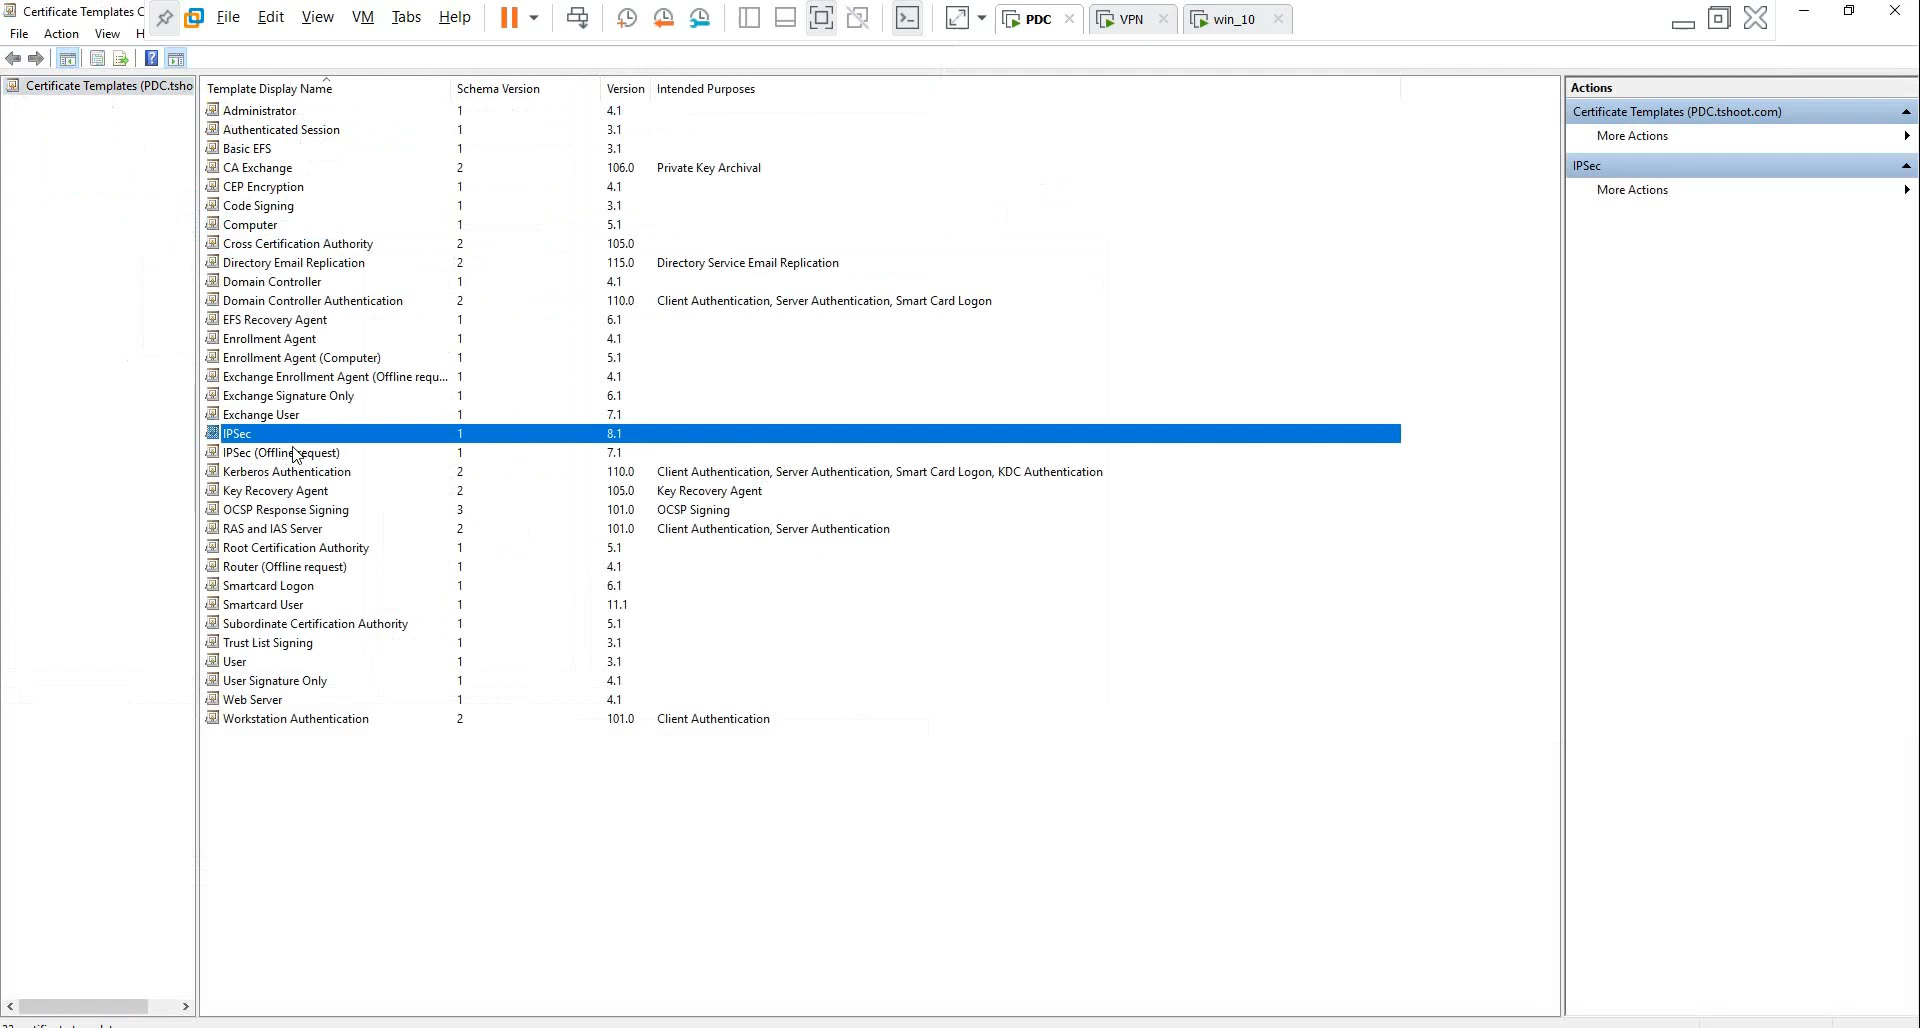 Certificate Templates C
File Edit View VM Tabs Help
PDC
VPN
win_10
File Action View H
Certificate Templates (PDC.tsho
Template Display Name Schema Version Version Intended Purposes
Administrator 1 4.1
Authenticated Session 1 3.1
Basic EFS 1 3.1
CA Exchange 2 106.0 Private Key Archival
CEP Encryption 1 4.1
Code Signing 1 3.1
Computer 1 5.1
Cross Certification Authority 2 105.0
Directory Email Replication 2 115.0 Directory Service Email Replication
Domain Controller 1 4.1
Domain Controller Authentication 2 110.0 Client Authentication, Server Authentication, Smart Card Logon
EFS Recovery Agent 1 6.1
Enrollment Agent 1 4.1
Enrollment Agent (Computer) 1 5.1
Exchange Enrollment Agent (Offline requ... 1 4.1
Exchange Signature Only 1 6.1
Exchange User 1 7.1
IPSec 1 8.1
IPSec (Offline request) 1 7.1
Kerberos Authentication 2 110.0 Client Authentication, Server Authentication, Smart Card Logon, KDC Authentication
Key Recovery Agent 2 105.0 Key Recovery Agent
OCSP Response Signing 3 101.0 OCSP Signing
RAS and IAS Server 2 101.0 Client Authentication, Server Authentication
Root Certification Authority 1 5.1
Router (Offline request) 1 4.1
Smartcard Logon 1 6.1
Smartcard User 1 11.1
Subordinate Certification Authority 1 5.1
Trust List Signing 1 3.1
User 1 3.1
User Signature Only 1 4.1
Web Server 1 4.1
Workstation Authentication 2 101.0 Client Authentication
Actions
Certificate Templates (PDC.tshoot.com)
More Actions
IPSec
More Actions